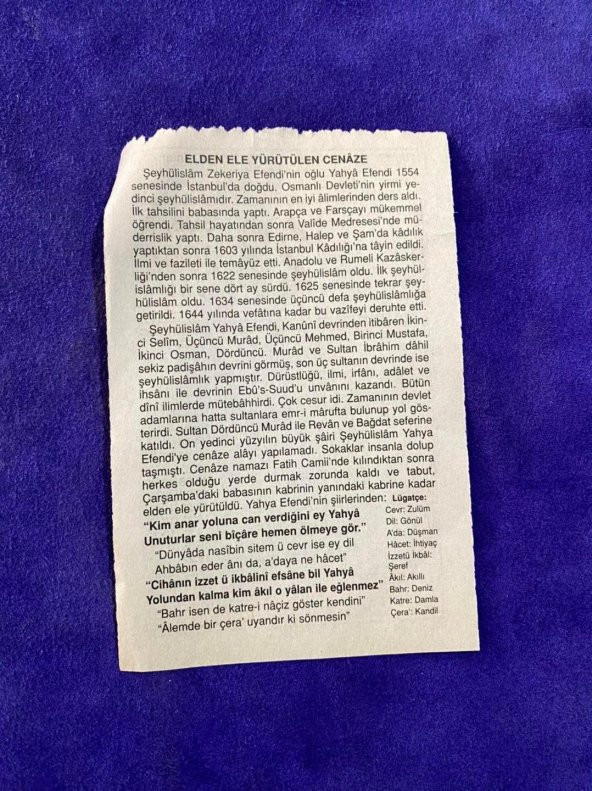 ELDEN ELE YÜRÜTÜLEN CENÂZE
Şeyhülislâm Zekeriya Efendi'nin oğlu Yahyâ Efendi 1554
senesinde İstanbul'da doğdu. Osmanlı Devleti'nin yirmi ye-
dinci şeyhülislâmıdır. Zamanının en iyi âlimlerinden ders aldı.
İlk tahsilini babasında yaptı. Arapça ve Farsçayı mükemmel
öğrendi. Tahsil hayatından sonra Valide Medresesi'nde mü-
derrislik yaptı. Daha sonra Edirne, Halep ve Şam'da kâdılık
yaptıktan sonra 1603 yılında İstanbul Kâdılığı'na tâyin edildi.
İlmi ve fazileti ile temâyüz etti. Anadolu ve Rumeli Kazâsker-
liği'nden sonra 1622 senesinde şeyhülislâm oldu. İlk şeyhül-
islâmlığı bir sene dört ay sürdü. 1625 senesinde tekrar şey-
hülislâm oldu. 1634 senesinde üçüncü defa şeyhülislâmlığa
getirildi. 1644 yılında vefâtına kadar bu vazîfeyi deruhte etti.
Şeyhülislâm Yahyâ Efendi, Kanûnî devrinden itibâren İkin-
ci Selîm, Üçüncü Murâd, Üçüncü Mehmed, Birinci Mustafa,
İkinci Osman, Dördüncü. Murâd ve Sultan İbrâhim dâhil
sekiz padişâhın devrini görmüş, son üç sultanın devrinde ise
şeyhülislâmlık yapmıştır. Dürüstlüğü, ilmi, irfânı, adâlet ve
ihsânı ile devrinin Ebû's-Suud'u unvânını kazandı. Bütün
dînî ilimlerde mütebâhhirdi. Çok cesur idi. Zamanının devlet
adamlarına hatta sultanlara emr-i mârufta bulunup yol gös-
terirdi. Sultan Dördüncü Murâd ile Revân ve Bağdat seferine
katıldı. On yedinci yüzyılın büyük şâiri Şeyhülislâm Yahya
Efendi'ye cenâze alâyı yapılamadı. Sokaklar insanla dolup
taşmıştı. Cenâze namazı Fatih Camii'nde kılındıktan sonra
herkes olduğu yerde durmak zorunda kaldı ve tabut,
Çarşamba'daki babasının kabrinin yanındaki kabrine kadar
elden ele yürütüldü. Yahya Efendi'nin şiirlerinden:
"Kim anar yoluna can verdiğini ey Yahyâ
Unuturlar seni bîçâre hemen ölmeye gör."
"Dünyâda nasîbin sitem ü cevr ise ey dil
Ahbâbın eder ânı da, a'daya ne hâcet"
"Cihânın izzet ü ikbâlini efsâne bil Yahyâ
Yolundan kalma kim âkıl o yâlan ile eğlenmez"
"Bahr isen de katre-i nâçiz göster kendini"
"Âlemde bir çera' uyandır ki sönmesin"
Lügatçe:
Cevr: Zulüm
Dil: Gönül
A'da: Düşman
Hâcet: İhtiyaç
İzzetü İkbâl:
Şeref
Âkıl: Akıllı
Bahr: Deniz
Katre: Damla
Çera': Kandil